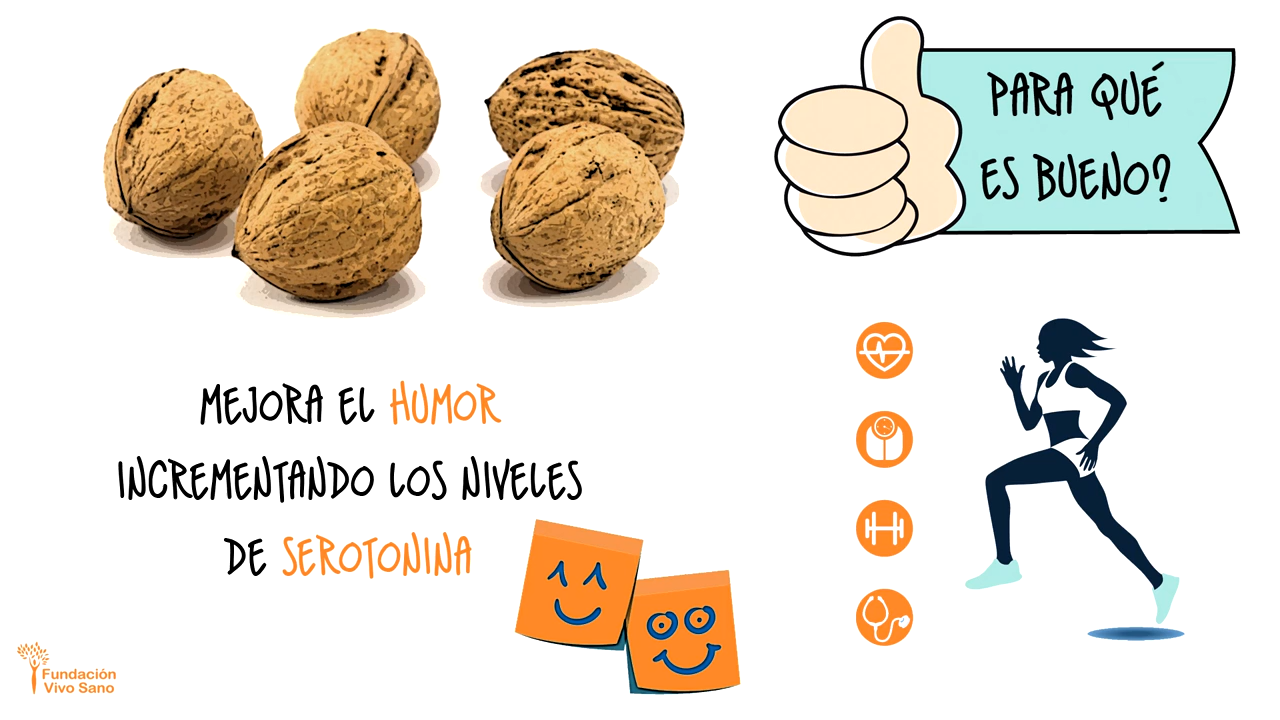 PARA QUÉ
ES BUENO?
MEJORA EL HUMOR
INCREMENTANDO LOS NIVELES
DE SEROTONINA
Fundación
Vivo Sano